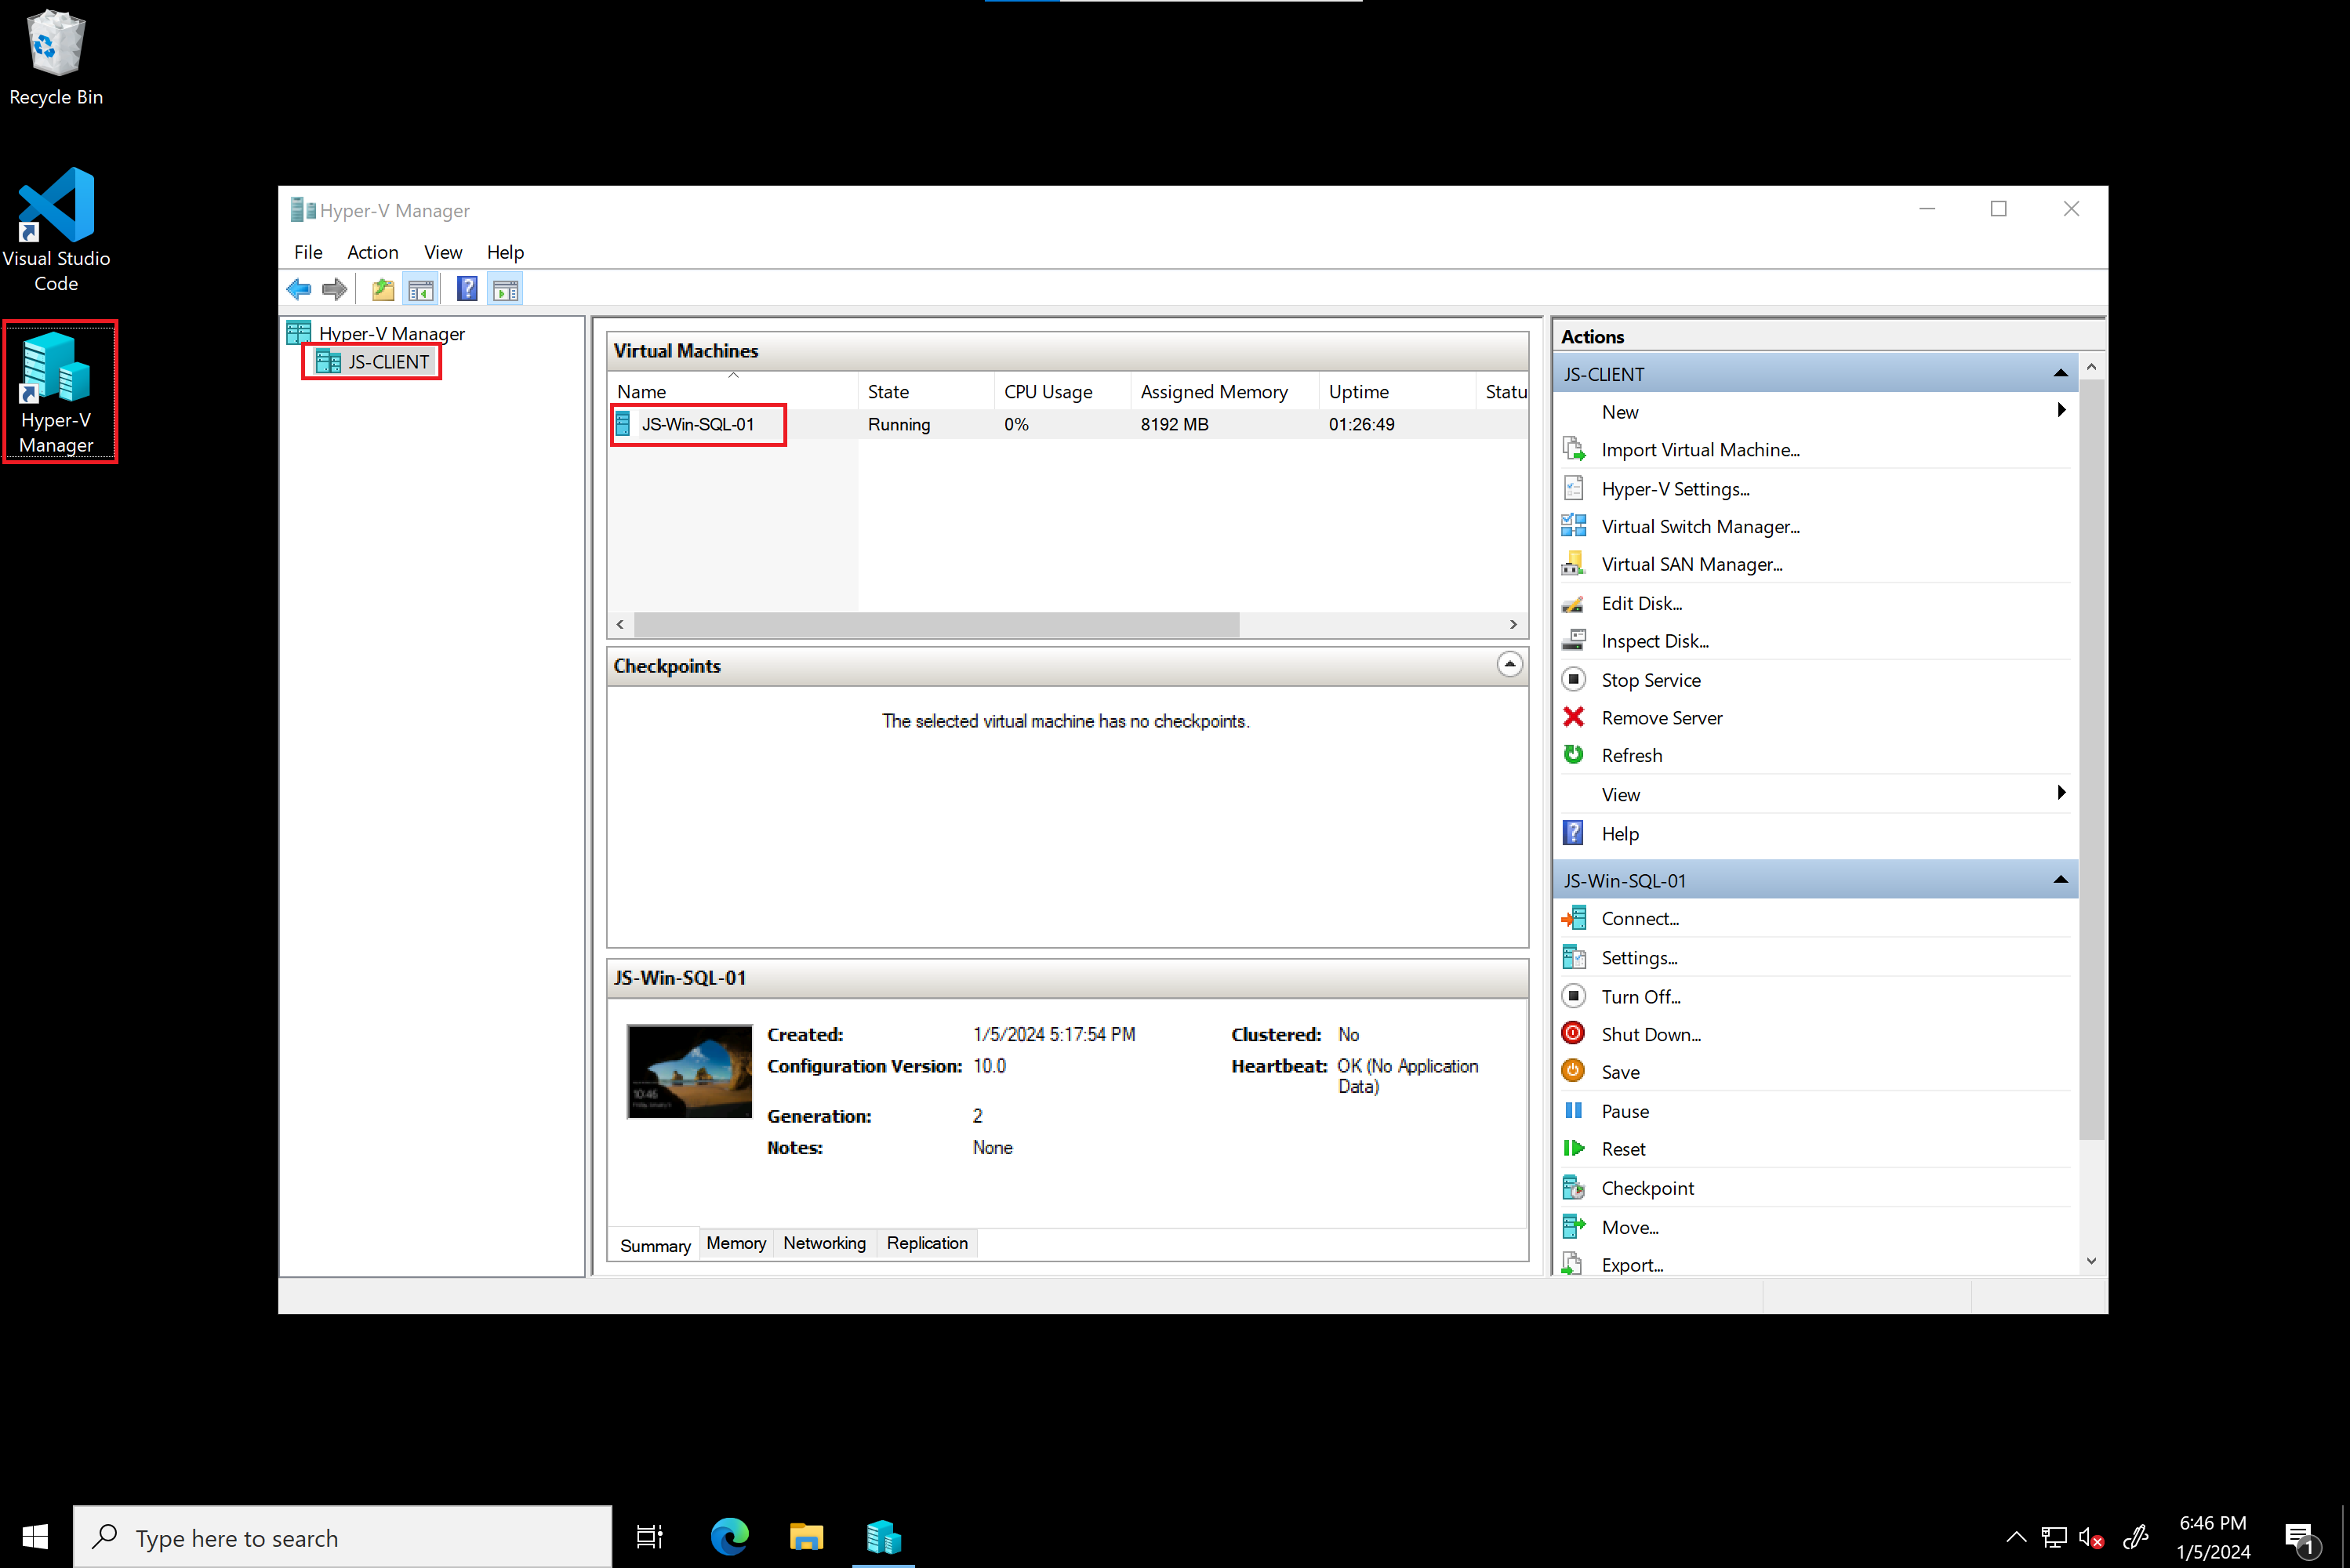 Recycle Bin
Visual Studio
Code
Hyper-V
Manager
Hyper-V Manager
File Action View Help
Hyper-V Manager
JS-CLIENT
Virtual Machines
Name State CPU Usage Assigned Memory Uptime Statu
JS-Win-SQL-01 Running 0% 8192 MB 01:26:49
Checkpoints
The selected virtual machine has no checkpoints.
JS-Win-SQL-01
10:46
Created: 1/5/2024 5:17:54 PM Clustered: No
Configuration Version: 10.0 Heartbeat: OK (No Application
Data)
Generation: 2
Notes: None
Summary Memory Networking Replication
Actions
JS-CLIENT
New
Import Virtual Machine...
Hyper-V Settings...
Virtual Switch Manager...
Virtual SAN Manager...
Edit Disk...
Inspect Disk...
Stop Service
Remove Server
Refresh
View
Help
JS-Win-SQL-01
Connect...
Settings...
Turn Off...
Shut Down...
Save
Pause
Reset
Checkpoint
Move...
Export...
Type here to search
6:46 PM
1/5/2024
1